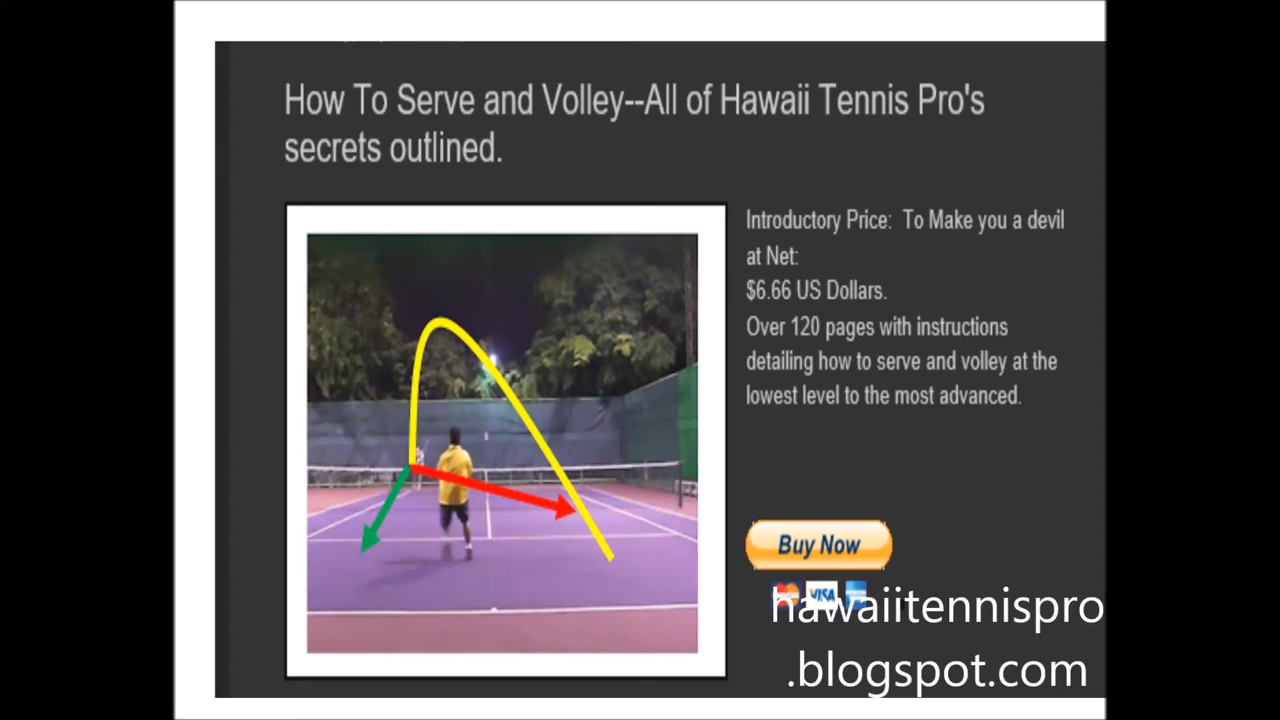 How To Serve and Volley--All of Hawaii Tennis Pro's
secrets outlined.
Introductory Price: To Make you a devil
at Net:
$6.66 US Dollars.
Over 120 pages with instructions
detailing how to serve and volley at the
lowest level to the most advanced.
Buy Now
VISA
hawaiitennispro
.blogspot.com